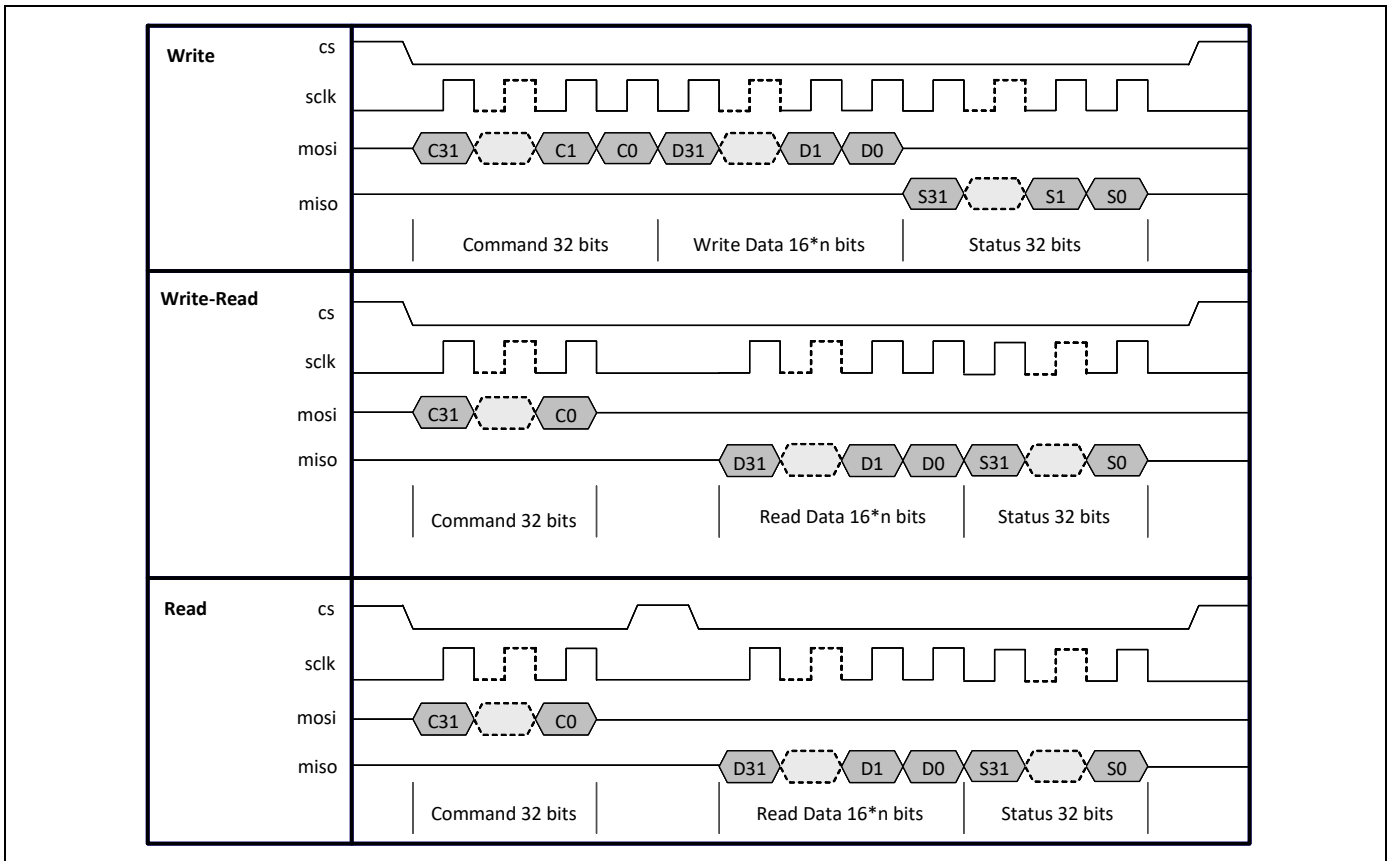 Write
cs
sclk
mosi C31 C1 C0 D31 D1 D0
miso S31 S1 S0
Command 32 bits Write Data 16*n bits Status 32 bits
Write-Read
cs
sclk
mosi C31 C0
miso D31 D1 D0 S31 S0
Command 32 bits Read Data 16*n bits Status 32 bits
Read cs
sclk
mosi C31 C0
miso D31 D1 D0 S31 S0
Command 32 bits Read Data 16*n bits Status 32 bits